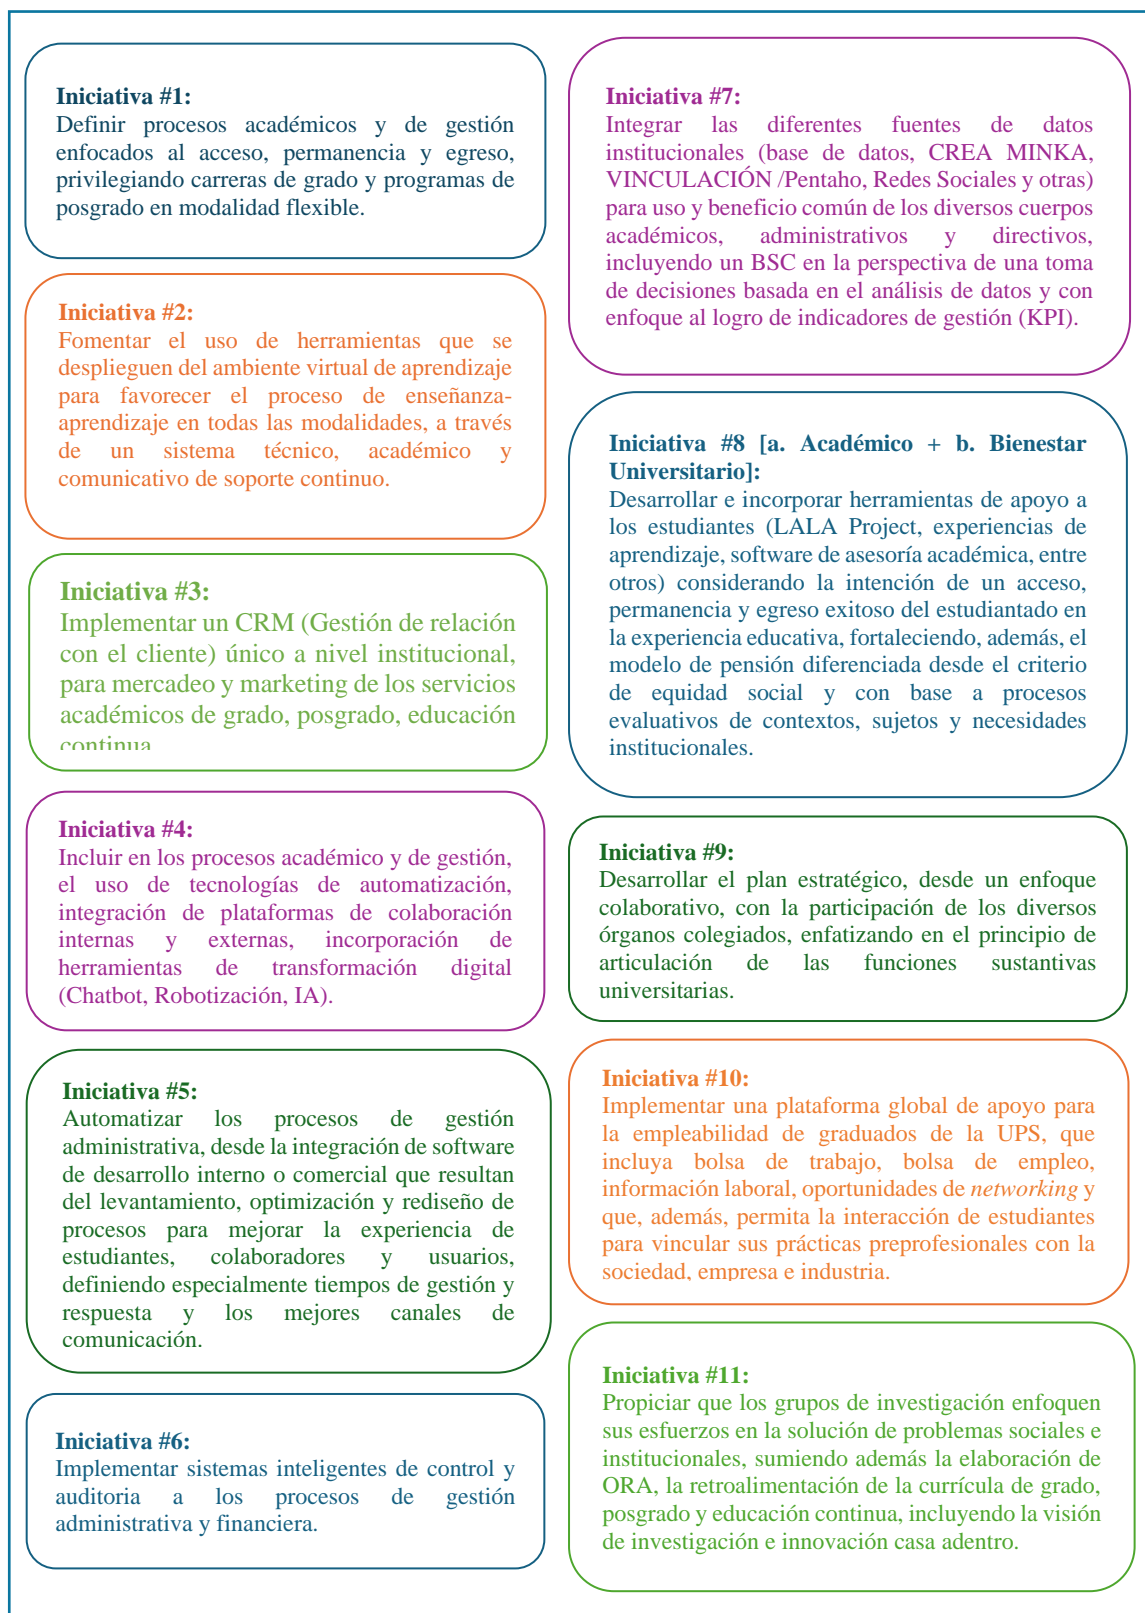 Iniciativa #1:
Definir procesos académicos y de gestión
enfocados al acceso, permanencia y egreso,
privilegiando carreras de grado y programas de
posgrado en modalidad flexible.
Iniciativa #2:
Fomentar el uso de herramientas que se
desplieguen del ambiente virtual de aprendizaje
para favorecer el proceso de enseñanza-
aprendizaje en todas las modalidades, a través
de un sistema técnico, académico y
comunicativo de soporte continuo.
Iniciativa #3:
Implementar un CRM (Gestión de relación
con el cliente) único a nivel institucional,
para mercadeo y marketing de los servicios
académicos de grado, posgrado, educación
continua
Iniciativa #4:
Incluir en los procesos académico y de gestión,
el uso de tecnologías de automatización,
integración de plataformas de colaboración
internas y externas, incorporación de
herramientas de transformación digital
(Chatbot, Robotización, IA).
Iniciativa #5:
Automatizar los procesos de gestión
administrativa, desde la integración de software
de desarrollo interno o comercial que resultan
del levantamiento, optimización y rediseño de
procesos para mejorar la experiencia de
estudiantes, colaboradores y usuarios,
definiendo especialmente tiempos de gestión y
respuesta y los mejores canales de
comunicación.
Iniciativa #6:
Implementar sistemas inteligentes de control y
auditoria a los procesos de gestión
administrativa y financiera.
Iniciativa #7:
Integrar las diferentes fuentes de datos
institucionales (base de datos, CREA MINKA,
VINCULACIÓN /Pentaho, Redes Sociales y otras)
para uso y beneficio común de los diversos cuerpos
académicos, administrativos y directivos,
incluyendo un BSC en la perspectiva de una toma
de decisiones basada en el análisis de datos y con
enfoque al logro de indicadores de gestión (KPI).
Iniciativa #8 [a. Académico + b. Bienestar
Universitario]:
Desarrollar e incorporar herramientas de apoyo a
los estudiantes (LALA Project, experiencias de
aprendizaje, software de asesoría académica, entre
otros) considerando la intención de un acceso,
permanencia y egreso exitoso del estudiantado en
la experiencia educativa, fortaleciendo, además, el
modelo de pensión diferenciada desde el criterio
de equidad social y con base a procesos
evaluativos de contextos, sujetos y necesidades
institucionales.
Iniciativa #9:
Desarrollar el plan estratégico, desde un enfoque
colaborativo, con la participación de los diversos
órganos colegiados, enfatizando en el principio de
articulación de las funciones sustantivas
universitarias.
Iniciativa #10:
Implementar una plataforma global de apoyo para
la empleabilidad de graduados de la UPS, que
incluya bolsa de trabajo, bolsa de empleo,
información laboral, oportunidades de networking y
que, además, permita la interacción de estudiantes
para vincular sus prácticas preprofesionales con la
sociedad, empresa e industria.
Iniciativa #11:
Propiciar que los grupos de investigación enfoquen
sus esfuerzos en la solución de problemas sociales e
institucionales, sumiendo además la elaboración de
ORA, la retroalimentación de la currícula de grado,
posgrado y educación continua, incluyendo la visión
de investigación e innovación casa adentro.